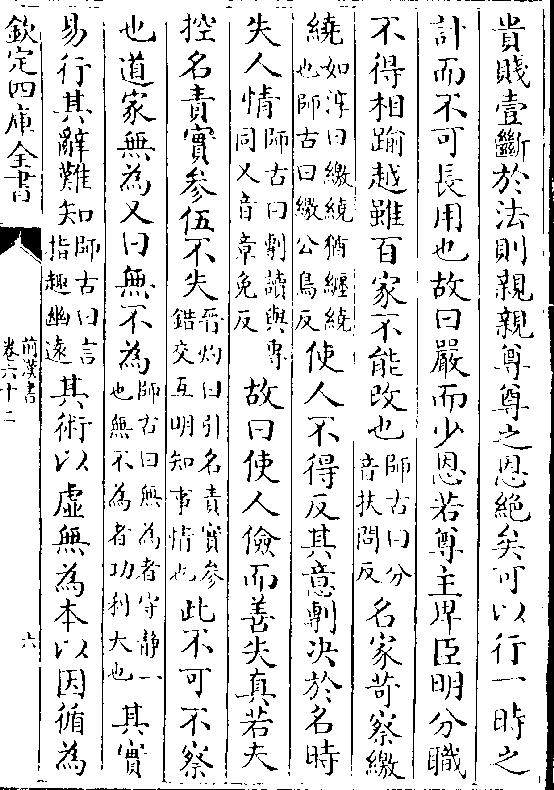 貴賤壹斷於法則親親尊尊之恩絶矣可以行一時之
計而不可長用也故曰嚴而少恩若尊主卑臣明分職
不得相踰越雖百家不能改也師古曰分音扶問反名家苛察繳
繞如淳曰繳繞猶纏繞也師古曰繳公鳥反使人不得反其意剸决於名時
失人情師古曰剸讀與專同又音章免反故曰使人儉而善失真若夫
控名責實參伍不失晉灼曰引名責實參錯交互明知事情也此不可不察
也道家無為又曰無不為師古曰無為者守静一也無不為者功利大也其實
易行其辭難知師古曰言指趣幽遠其術以虛無為本以因循為
欽定四庫全書
前漢書
卷六十二
六